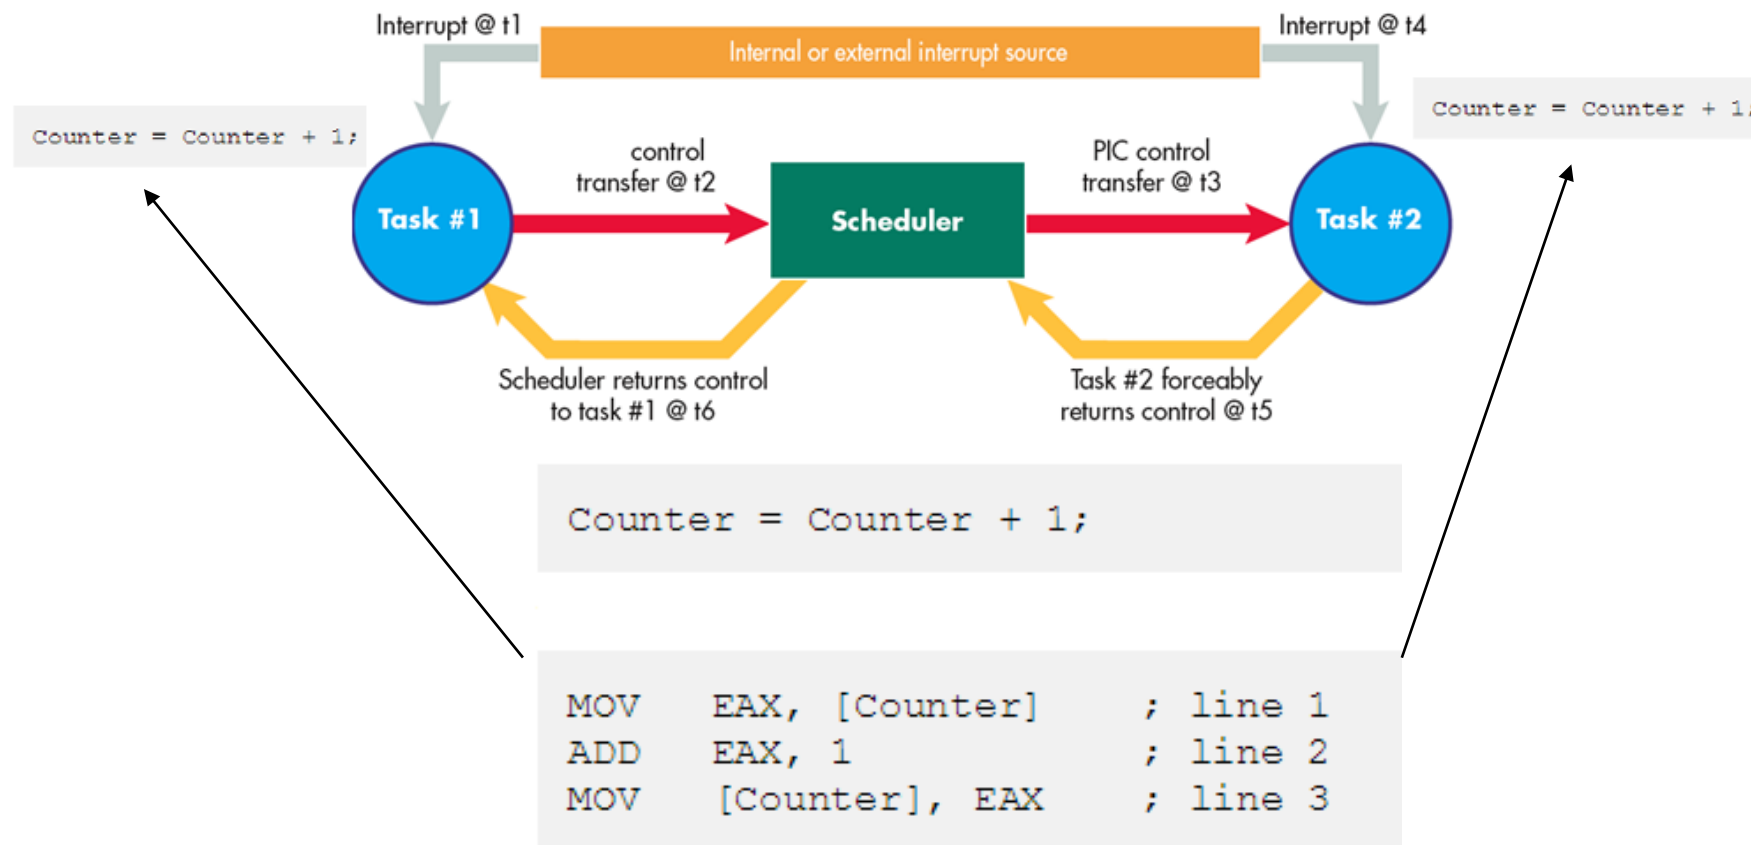 Interrupt @ t1
Internal or external interrupt source
Interrupt @ t4
Counter = Counter + 1;
Counter = Counter + 1;
control
transfer @ t2
PIC control
transfer @ t3
Task #1
Scheduler
Task #2
Scheduler returns control
to task #1 @ t6
Task #2 forceably
returns control @ t5
Counter = Counter + 1;
MOV EAX, [Counter] ; line 1
ADD EAX, 1 ; line 2
MOV [Counter], EAX ; line 3